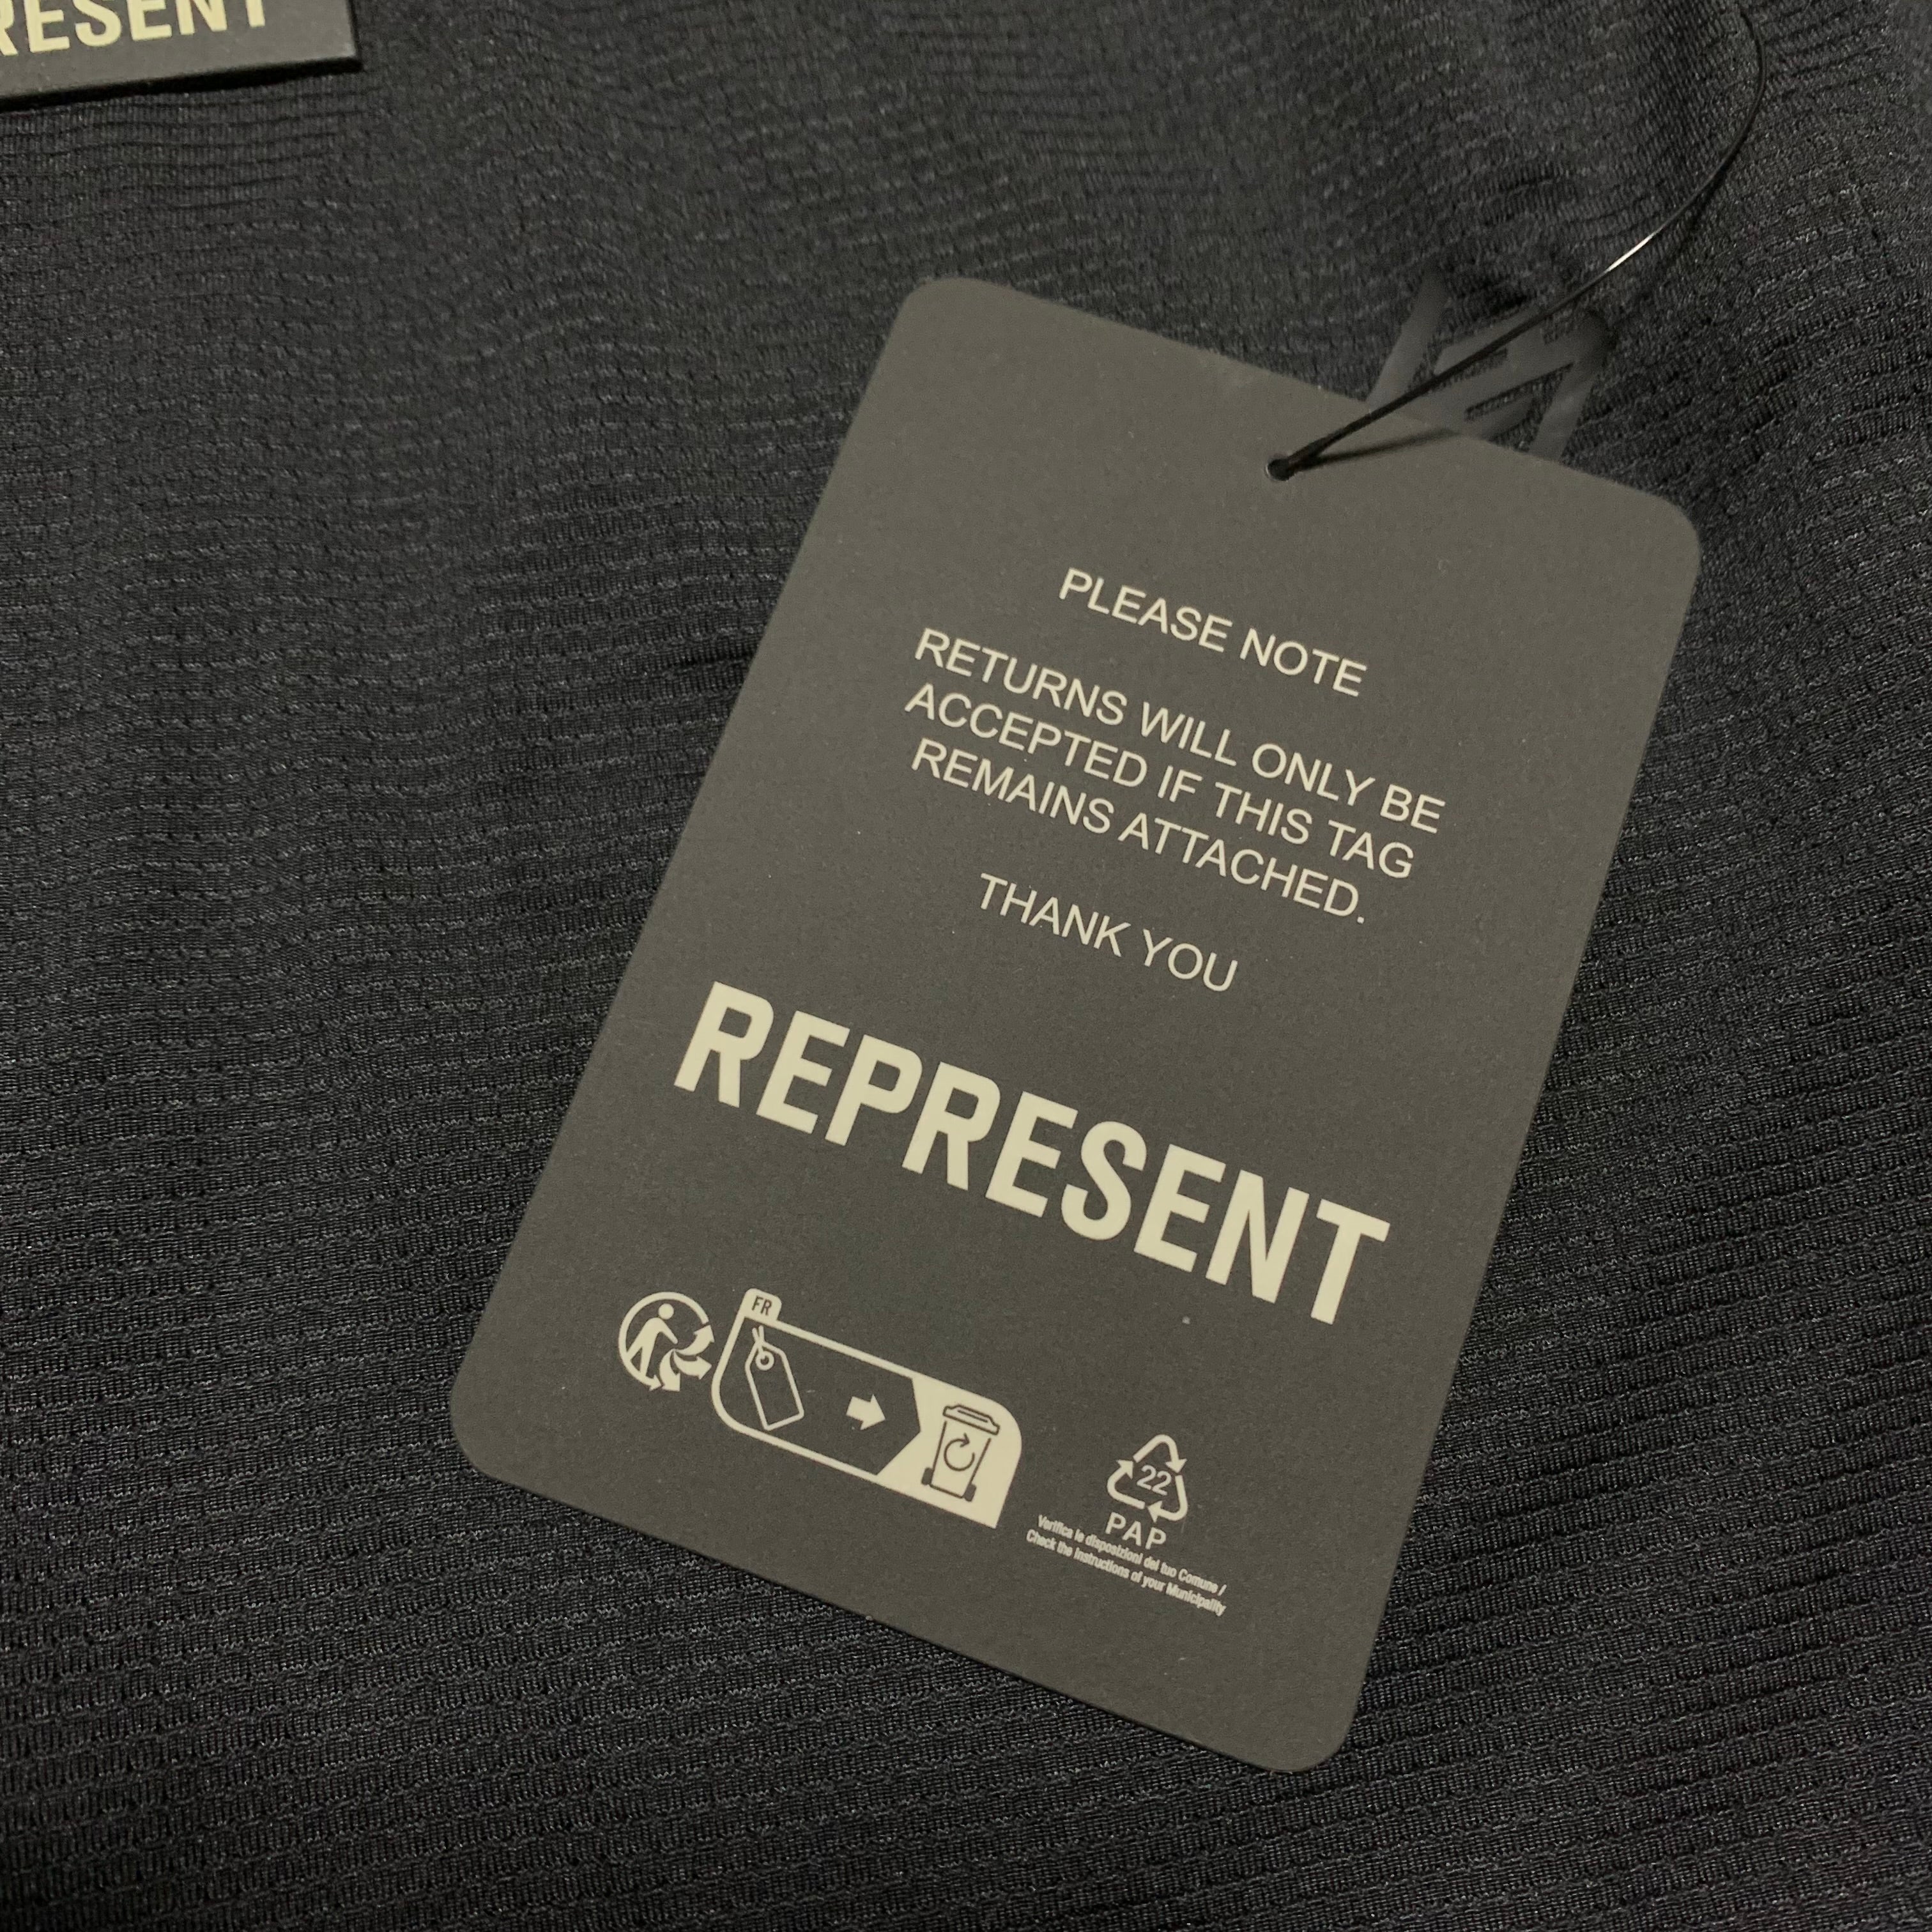 RESENT
PLEASE NOTE
RETURNS WILL ONLY BE
ACCEPTED IF THIS TAG
REMAINS ATTACHED.
THANK YOU
REPRESENT
FR
22
PAP
Verifica le disposizioni del tuo Comune /
Check the Instructions of your Municipality